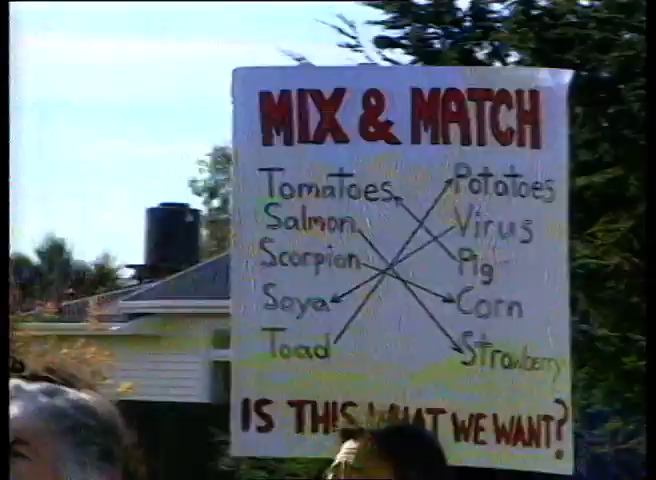 MIX & MATCH
Tomatoes Potatoes
Salmon Virus
Scorpion Pig
Soya Corn
Toad Strawberry
IS THIS WHAT WE WANT?